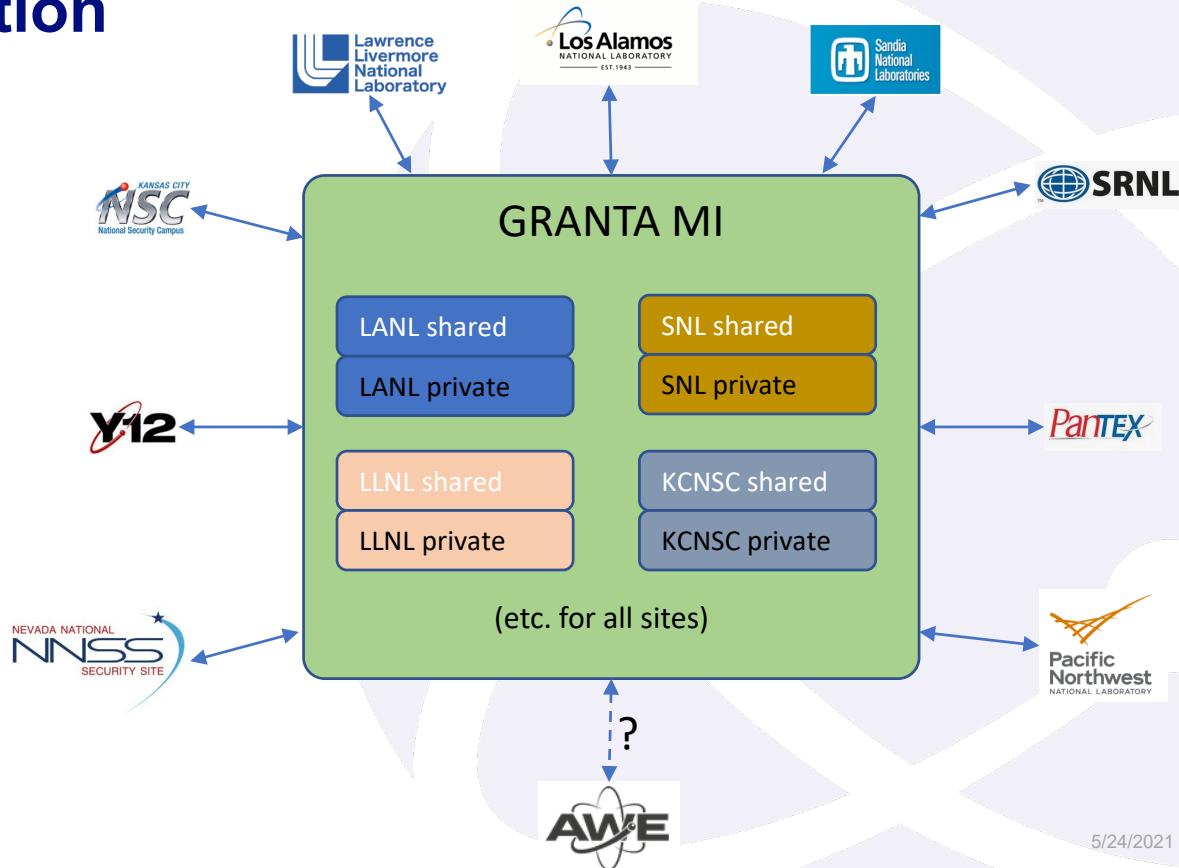 tion
Lawrence
Livermore
National
Laboratory
Los Alamos
NATIONAL LABORATORY
EST. 1943
Sandia
National
Laboratories
KANSAS CITY
NSC
National Security Campus
SRNL
TM
GRANTA MI
LANL shared
LANL private
SNL shared
SNL private
Y-12
PanTEX
LLNL shared
LLNL private
KCNSC shared
KCNSC private
(etc. for all sites)
NEVADA NATIONAL
NNSS
SECURITY SITE
Pacific
Northwest
NATIONAL LABORATORY
?
AWE
5/24/2021